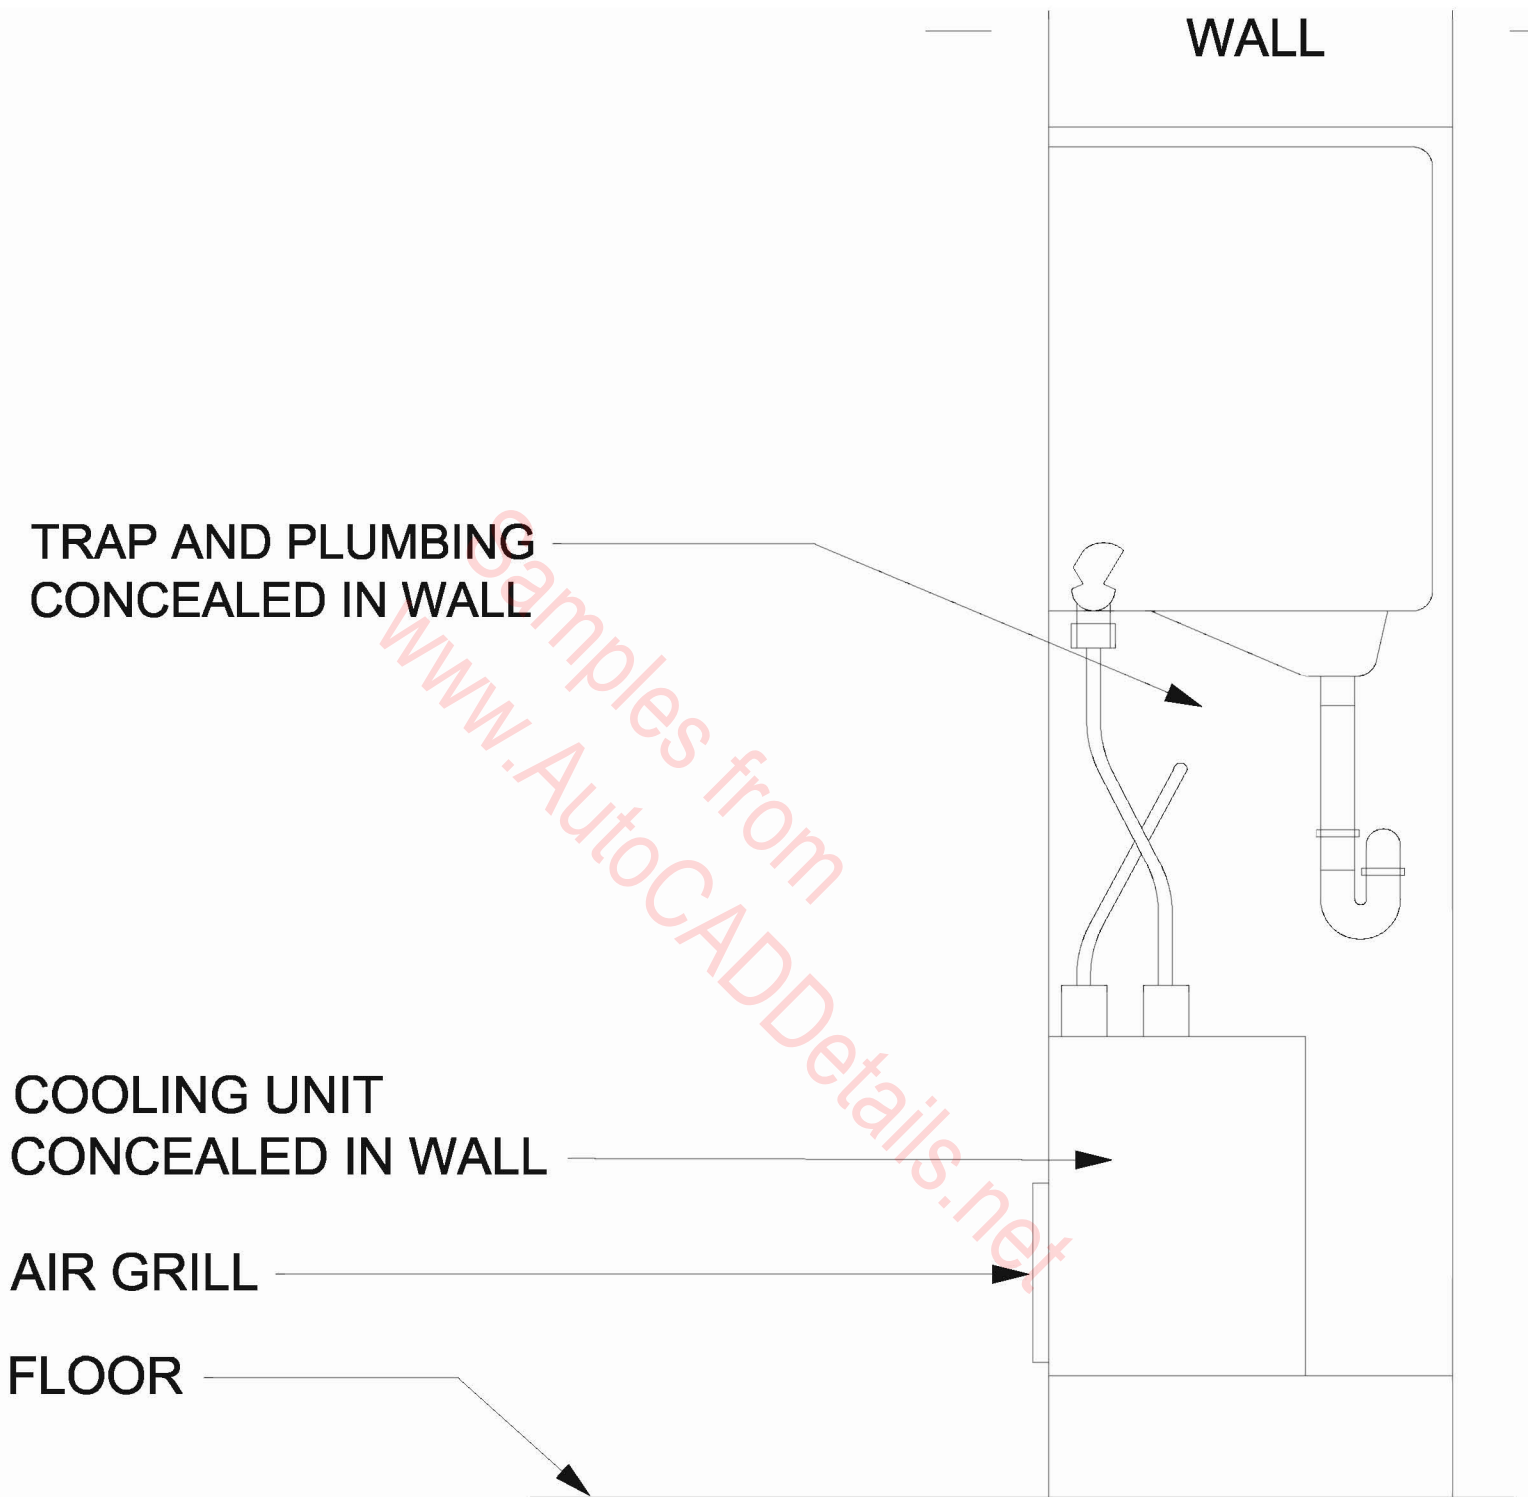 WALL
TRAP AND PLUMBING
CONCEALED IN WALL
Samples from
www.AutoCADDetails.net
COOLING UNIT
CONCEALED IN WALL
AIR GRILL
FLOOR